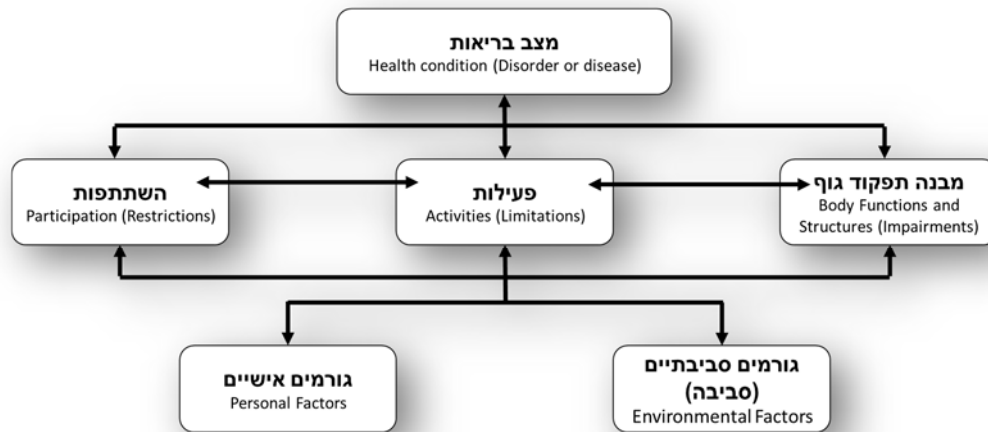 מצב בריאות
Health condition (Disorder or disease)
מבנה תפקוד גוף
Body Functions and
Structures (Impairments)
פעילות
Activities (Limitations)
השתתפות
Participation (Restrictions)
גורמים סביבתיים
(סביבה)
Environmental Factors
גורמים אישיים
Personal Factors